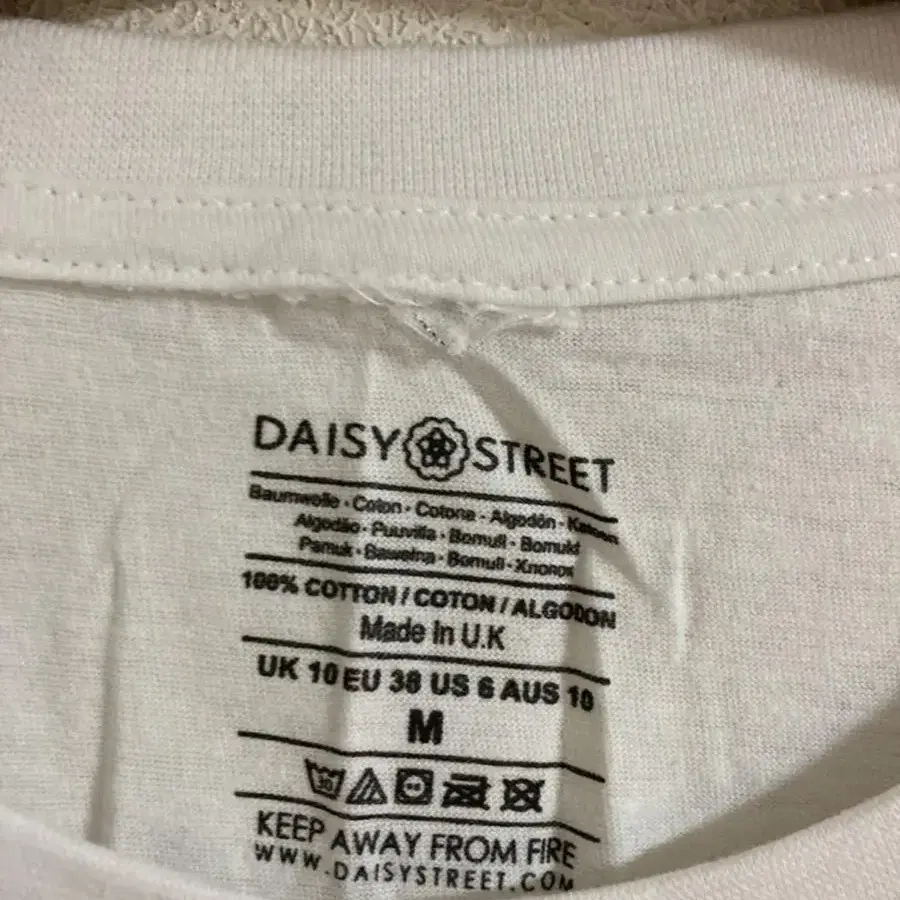 DAISY STREET
Baumwolle · Coton · Cotone · Algodón · Katoen
Algodão · Puuvilla · Bomull · Bomuld
Pamuk · Bawełna · Bomull · Хлопок
100% COTTON / COTON / ALGODON
Made In U.K
UK 10 EU 38 US 6 AUS 10
M
30
KEEP AWAY FROM FIRE
WWW.DAISYSTREET.COM